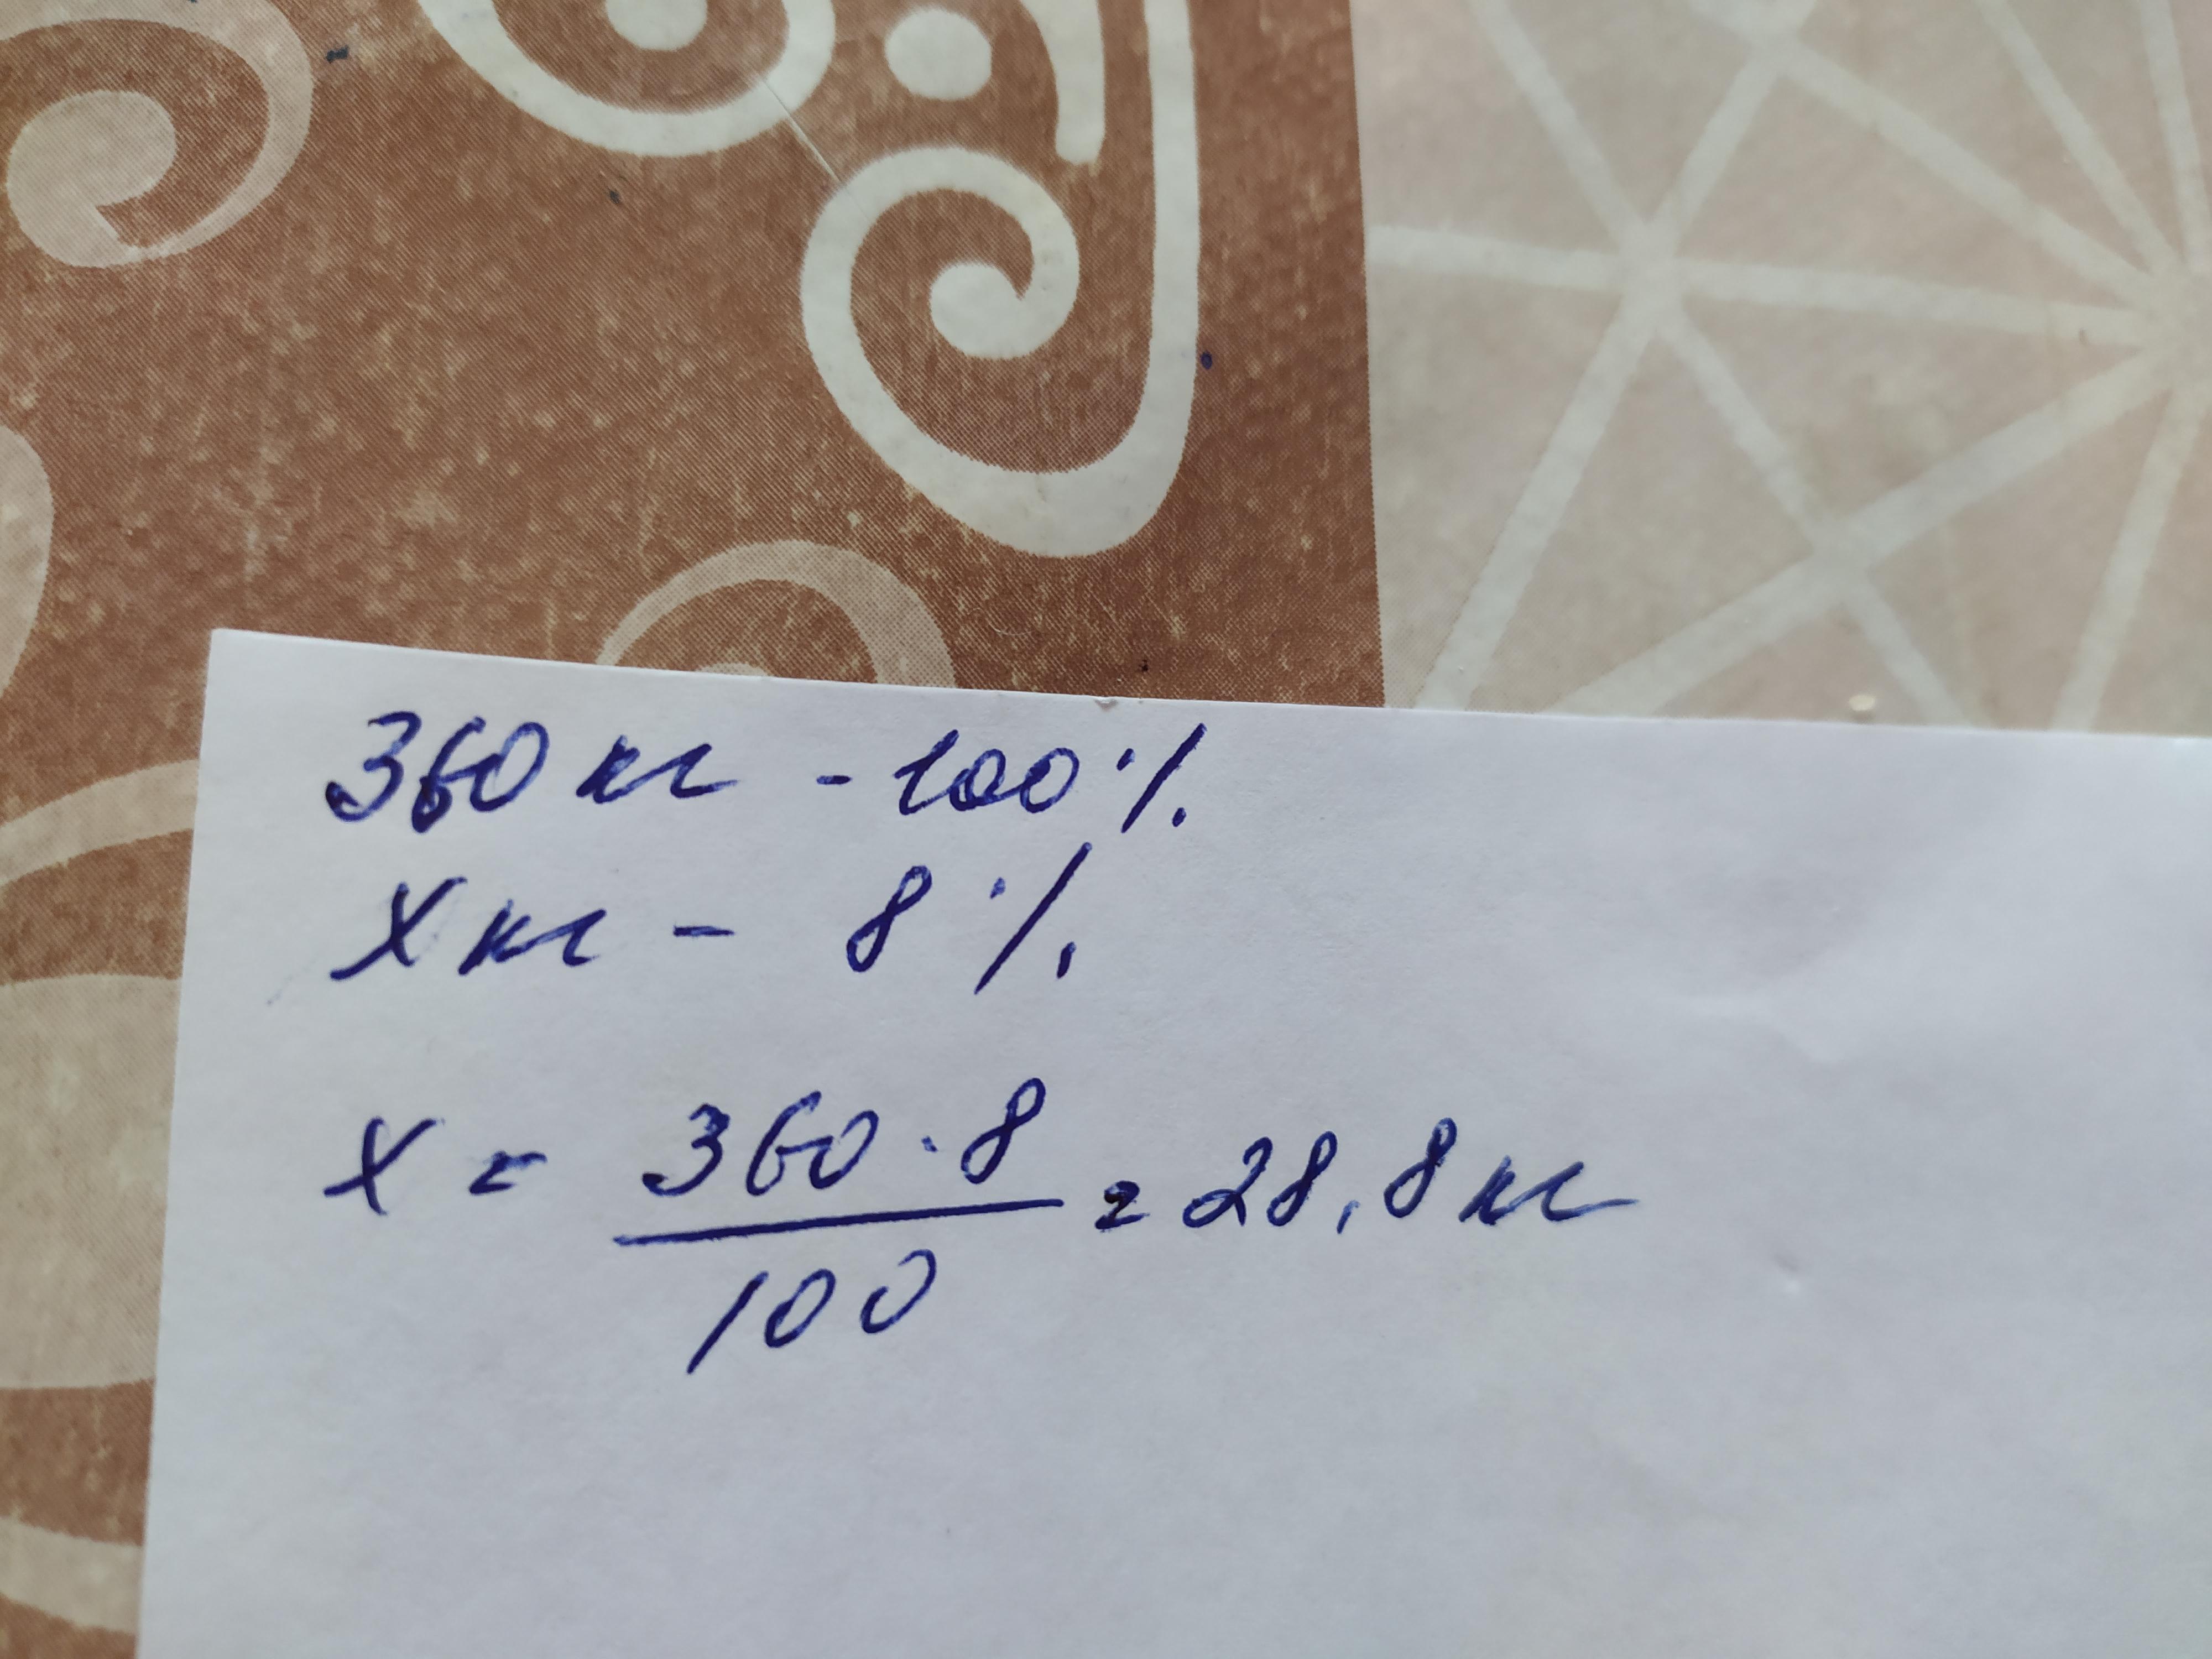 360 кг - 100 %
X кг - 8 %
X = 360 · 8 / 100 = 28,8 кг